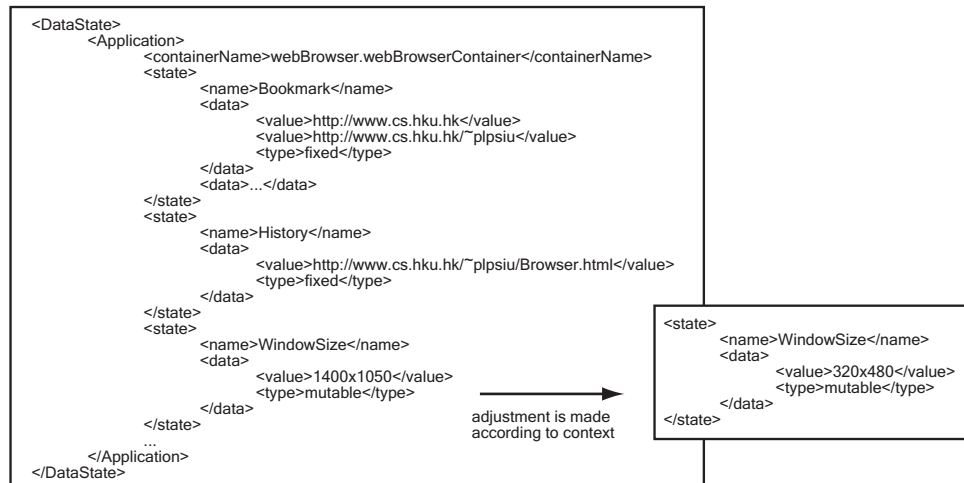 <DataState>
<Application>
<containerName>webBrowser.webBrowserContainer</containerName>
<state>
<name>Bookmark</name>
<data>
<value>http://www.cs.hku.hk</value>
<value>http://www.cs.hku.hk/~plpsiu</value>
<type>fixed</type>
</data>
<data>...</data>
</state>
<state>
<name>History</name>
<data>
<value>http://www.cs.hku.hk/~plpsiu/Browser.html</value>
<type>fixed</type>
</data>
</state>
<state>
<name>WindowSize</name>
<data>
<value>1400x1050</value>
<type>mutable</type>
</data>
</state>
...
</Application>
</DataState>
adjustment is made
according to context
<state>
<name>WindowSize</name>
<data>
<value>320x480</value>
<type>mutable</type>
</data>
</state>